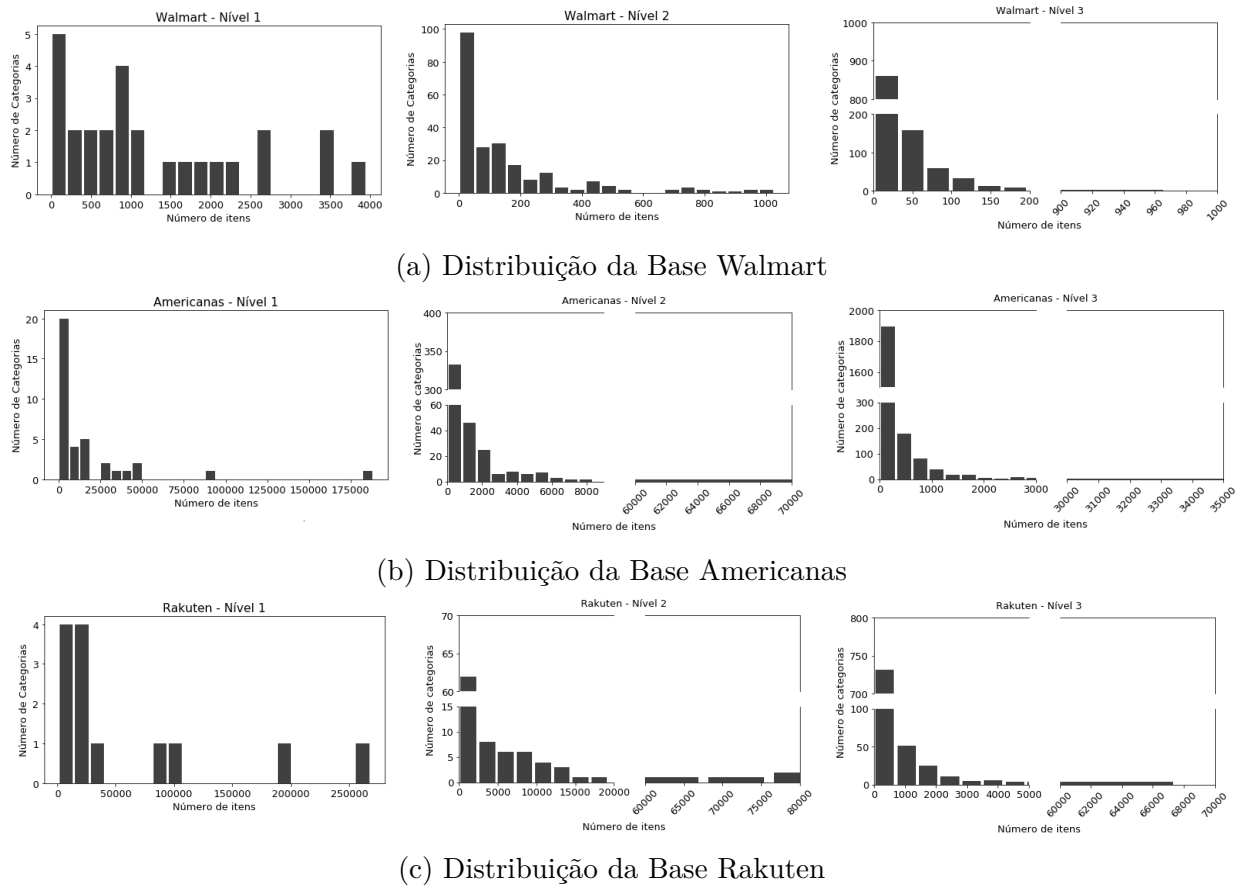 Walmart - Nível 1
Número de Categorias
5
4
3
2
1
0
0 500 1000 1500 2000 2500 3000 3500 4000
Número de itens
Walmart - Nível 2
Número de Categorias
100
80
60
40
20
0
0 200 400 600 800 1000
Número de itens
Walmart - Nível 3
Número de categorias
1000
900
800
200
100
0
0 50 100 150 200 900 920 940 960 980 1000
Número de itens
(a) Distribuição da Base Walmart
Americanas - Nível 1
Número de Categorias
20
15
10
5
0
0 25000 50000 75000 100000 125000 150000 175000
Número de itens
Americanas - Nível 2
Número de categorias
400
350
300
60
40
20
0
0 2000 4000 6000 8000 60000 62000 64000 66000 68000 70000
Número de itens
Americanas - Nível 3
Número de categorias
2000
1800
1600
300
200
100
0
0 1000 2000 3000 30000 31000 32000 33000 34000 35000
Número de itens
(b) Distribuição da Base Americanas
Rakuten - Nível 1
Número de Categorias
4
3
2
1
0
0 50000 100000 150000 200000 250000
Número de itens
Rakuten - Nível 2
Número de categorias
70
65
60
15
10
5
0
0 5000 10000 15000 20000 60000 65000 70000 75000 80000
Número de itens
Rakuten - Nível 3
Número de categorias
800
750
700
100
50
0
0 1000 2000 3000 4000 5000 60000 62000 64000 66000 68000 70000
Número de itens
(c) Distribuição da Base Rakuten